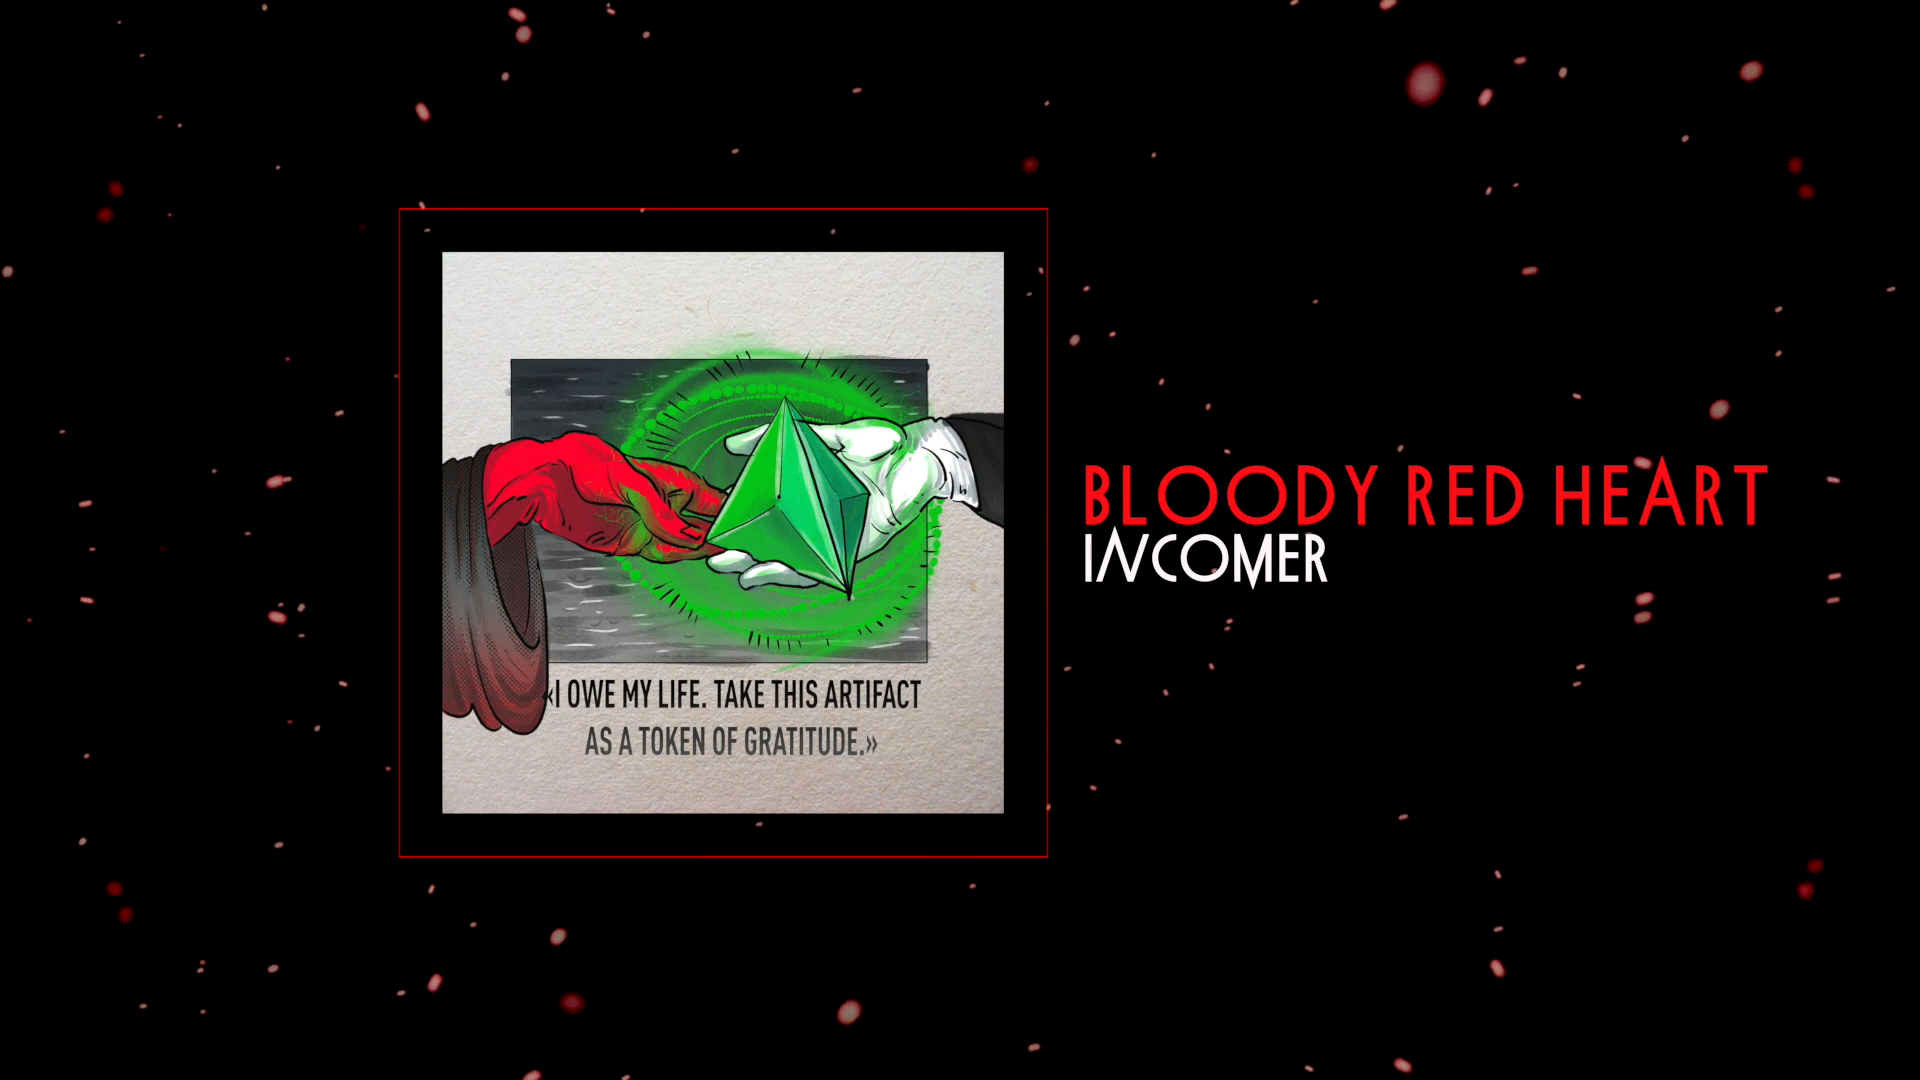 «I OWE MY LIFE. TAKE THIS ARTIFACT
AS A TOKEN OF GRATITUDE.»
BLOODY RED HEART
INCOMER